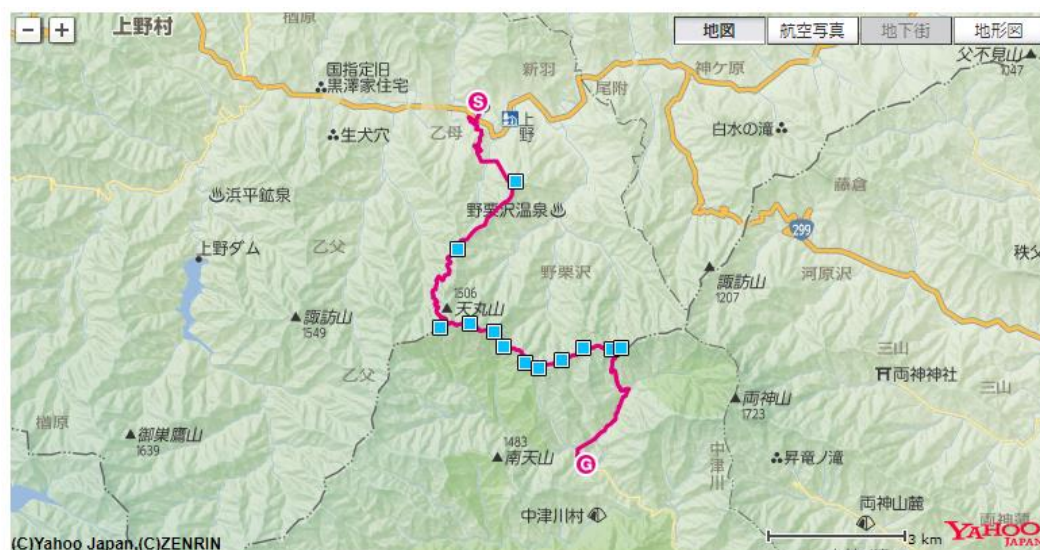 − +
上野村
楢原
地図 航空写真 地下街 地形図
父不見山
1047
国指定旧
黒澤家住宅
新羽
尾附
神ケ原
S
乙母
上野
生犬穴
白水の滝
浜平鉱泉
野栗沢温泉
藤倉
299
秩父
上野ダム
乙父
野栗沢
諏訪山
1207
河原沢
1506
天丸山
諏訪山
1549
三山
両神神社
三山
乙父
両神山
1723
楢原
御巣鷹山
1639
1483
南天山
G
中津川
昇竜ノ滝
中津川村
両神山麓
両神薄
3 km
YAHOO!
JAPAN
(C)Yahoo Japan,(C)ZENRIN